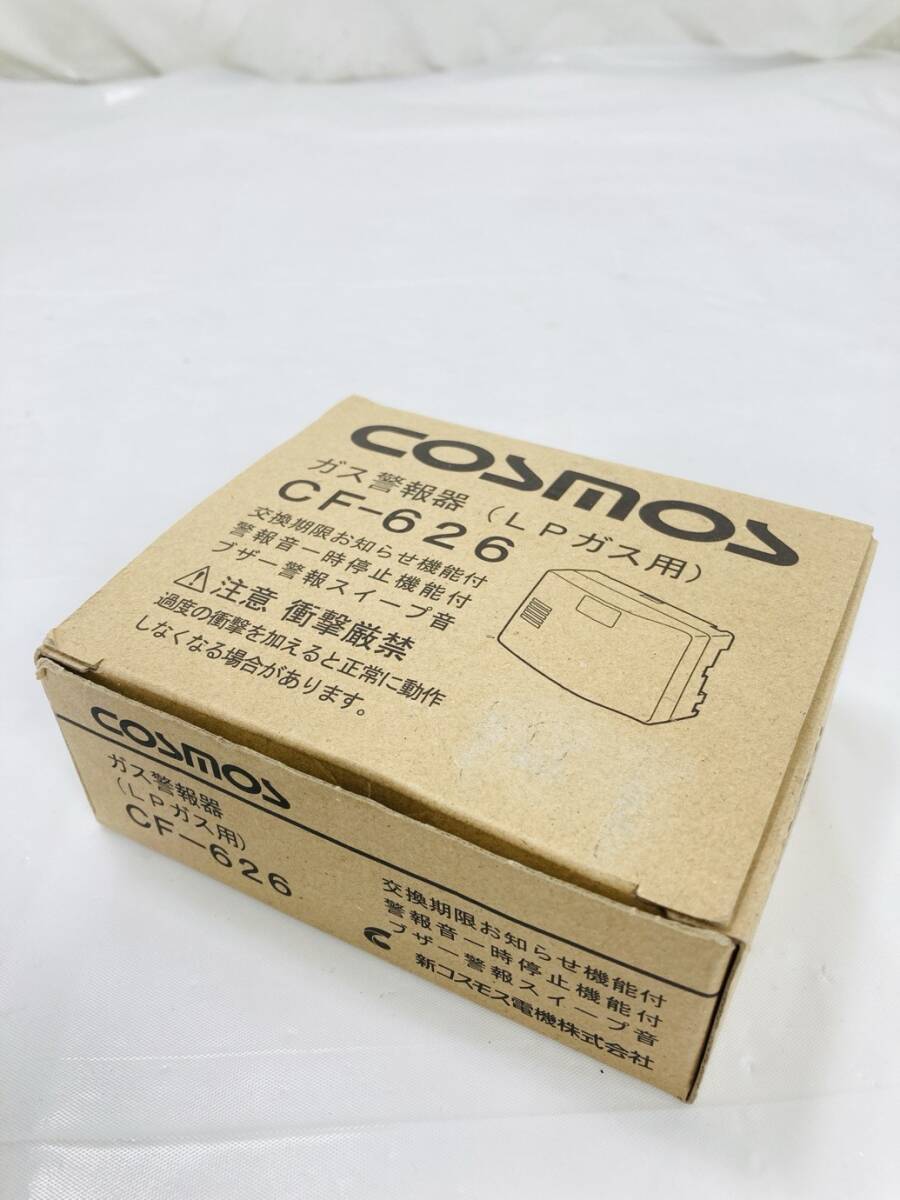 COSMOS
ガス警報器（LPガス用）
CF-626
交換期限お知らせ機能付
警報音一時停止機能付
ブザー警報スイープ音
注意 衝撃厳禁
過度の衝撃を加えると正常に動作
しなくなる場合があります。
COSMOS
ガス警報器
（LPガス用）
CF-626
交換期限お知らせ機能付
警報音一時停止機能付
ブザー警報スイープ音
新コスモス電機株式会社